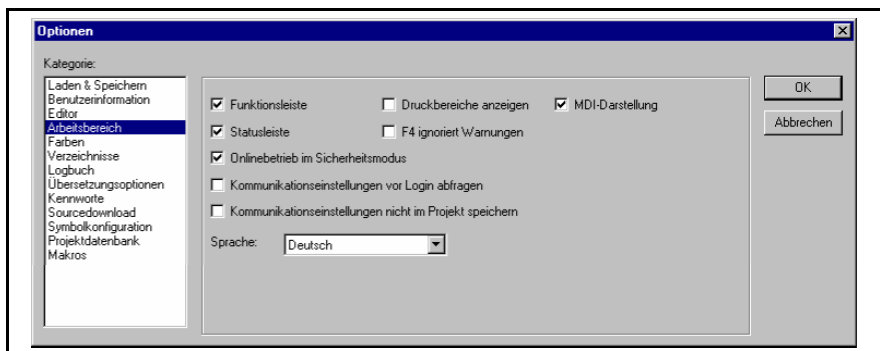 Optionen
Kategorie:
Laden & Speichern
Benutzerinformation
Editor
Arbeitsbereich
Farben
Verzeichnisse
Logbuch
Übersetzungsoptionen
Kennworte
Sourcedownload
Symbolkonfiguration
Projektdatenbank
Makros
Funktionsleiste Druckbereiche anzeigen MDI-Darstellung
Statusleiste F4 ignoriert Warnungen
Onlinebetrieb im Sicherheitsmodus
Kommunikationseinstellungen vor Login abfragen
Kommunikationseinstellungen nicht im Projekt speichern
Sprache: Deutsch
OK
Abbrechen